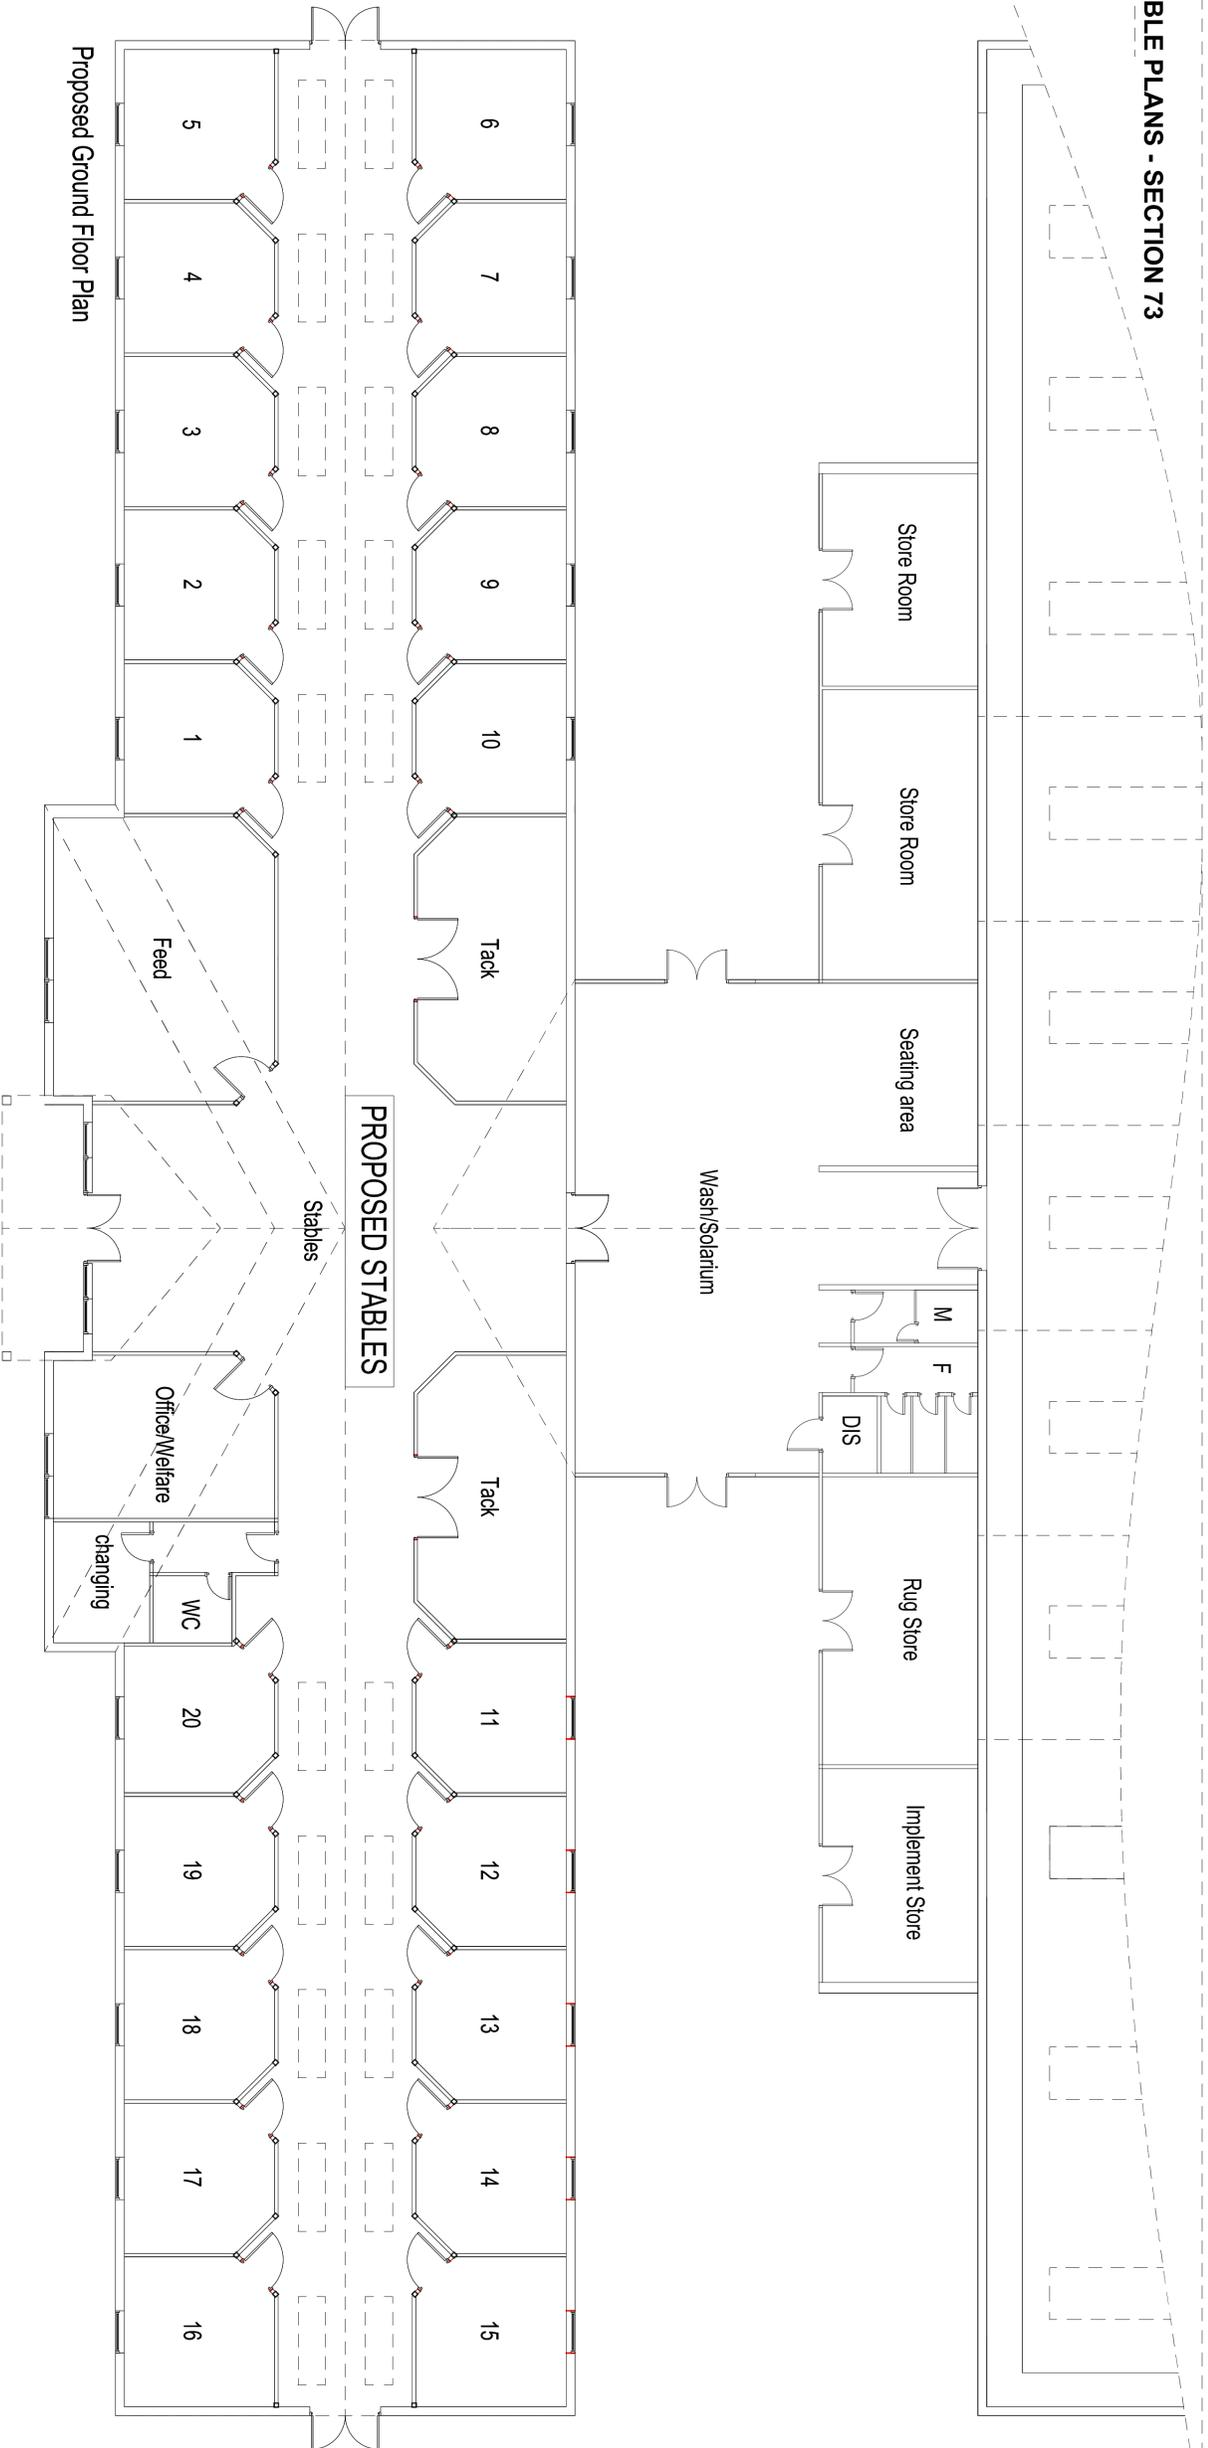 BLE PLANS - SECTION 73
Store Room
Store Room
Seating area
M
F
DIS
Rug Store
Implement Store
Wash/Solarium
6
7
8
9
10
Tack
Tack
11
12
13
14
15
PROPOSED STABLES
Stables
5
4
3
2
1
Feed
Office/Welfare
changing
WC
20
19
18
17
16
Proposed Ground Floor Plan